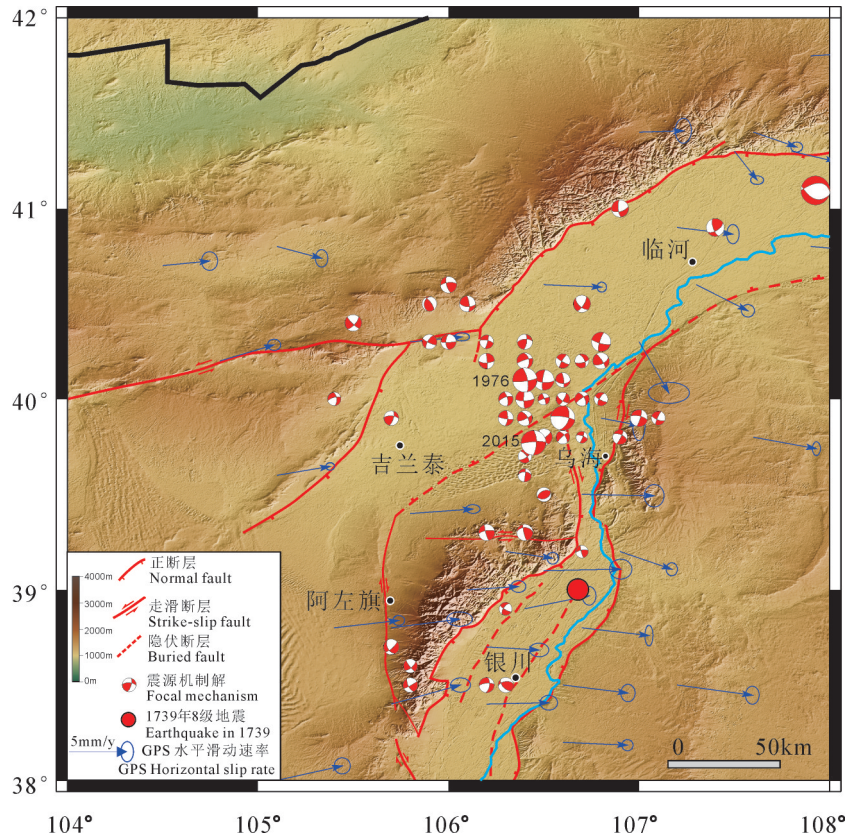 42°
41°
临河
1976
40°
2015
吉兰泰
乌海
正断层
Normal fault
4000m
3000m
2000m
1000m
0m
走滑断层
Strike-slip fault
隐伏断层
Buried fault
震源机制解
Focal mechanism
1739年8级地震
Earthquake in 1739
5mm/y
GPS 水平滑动速率
GPS Horizontal slip rate
39°
阿左旗
银川
0 50km
38°
104° 105° 106° 107° 108°